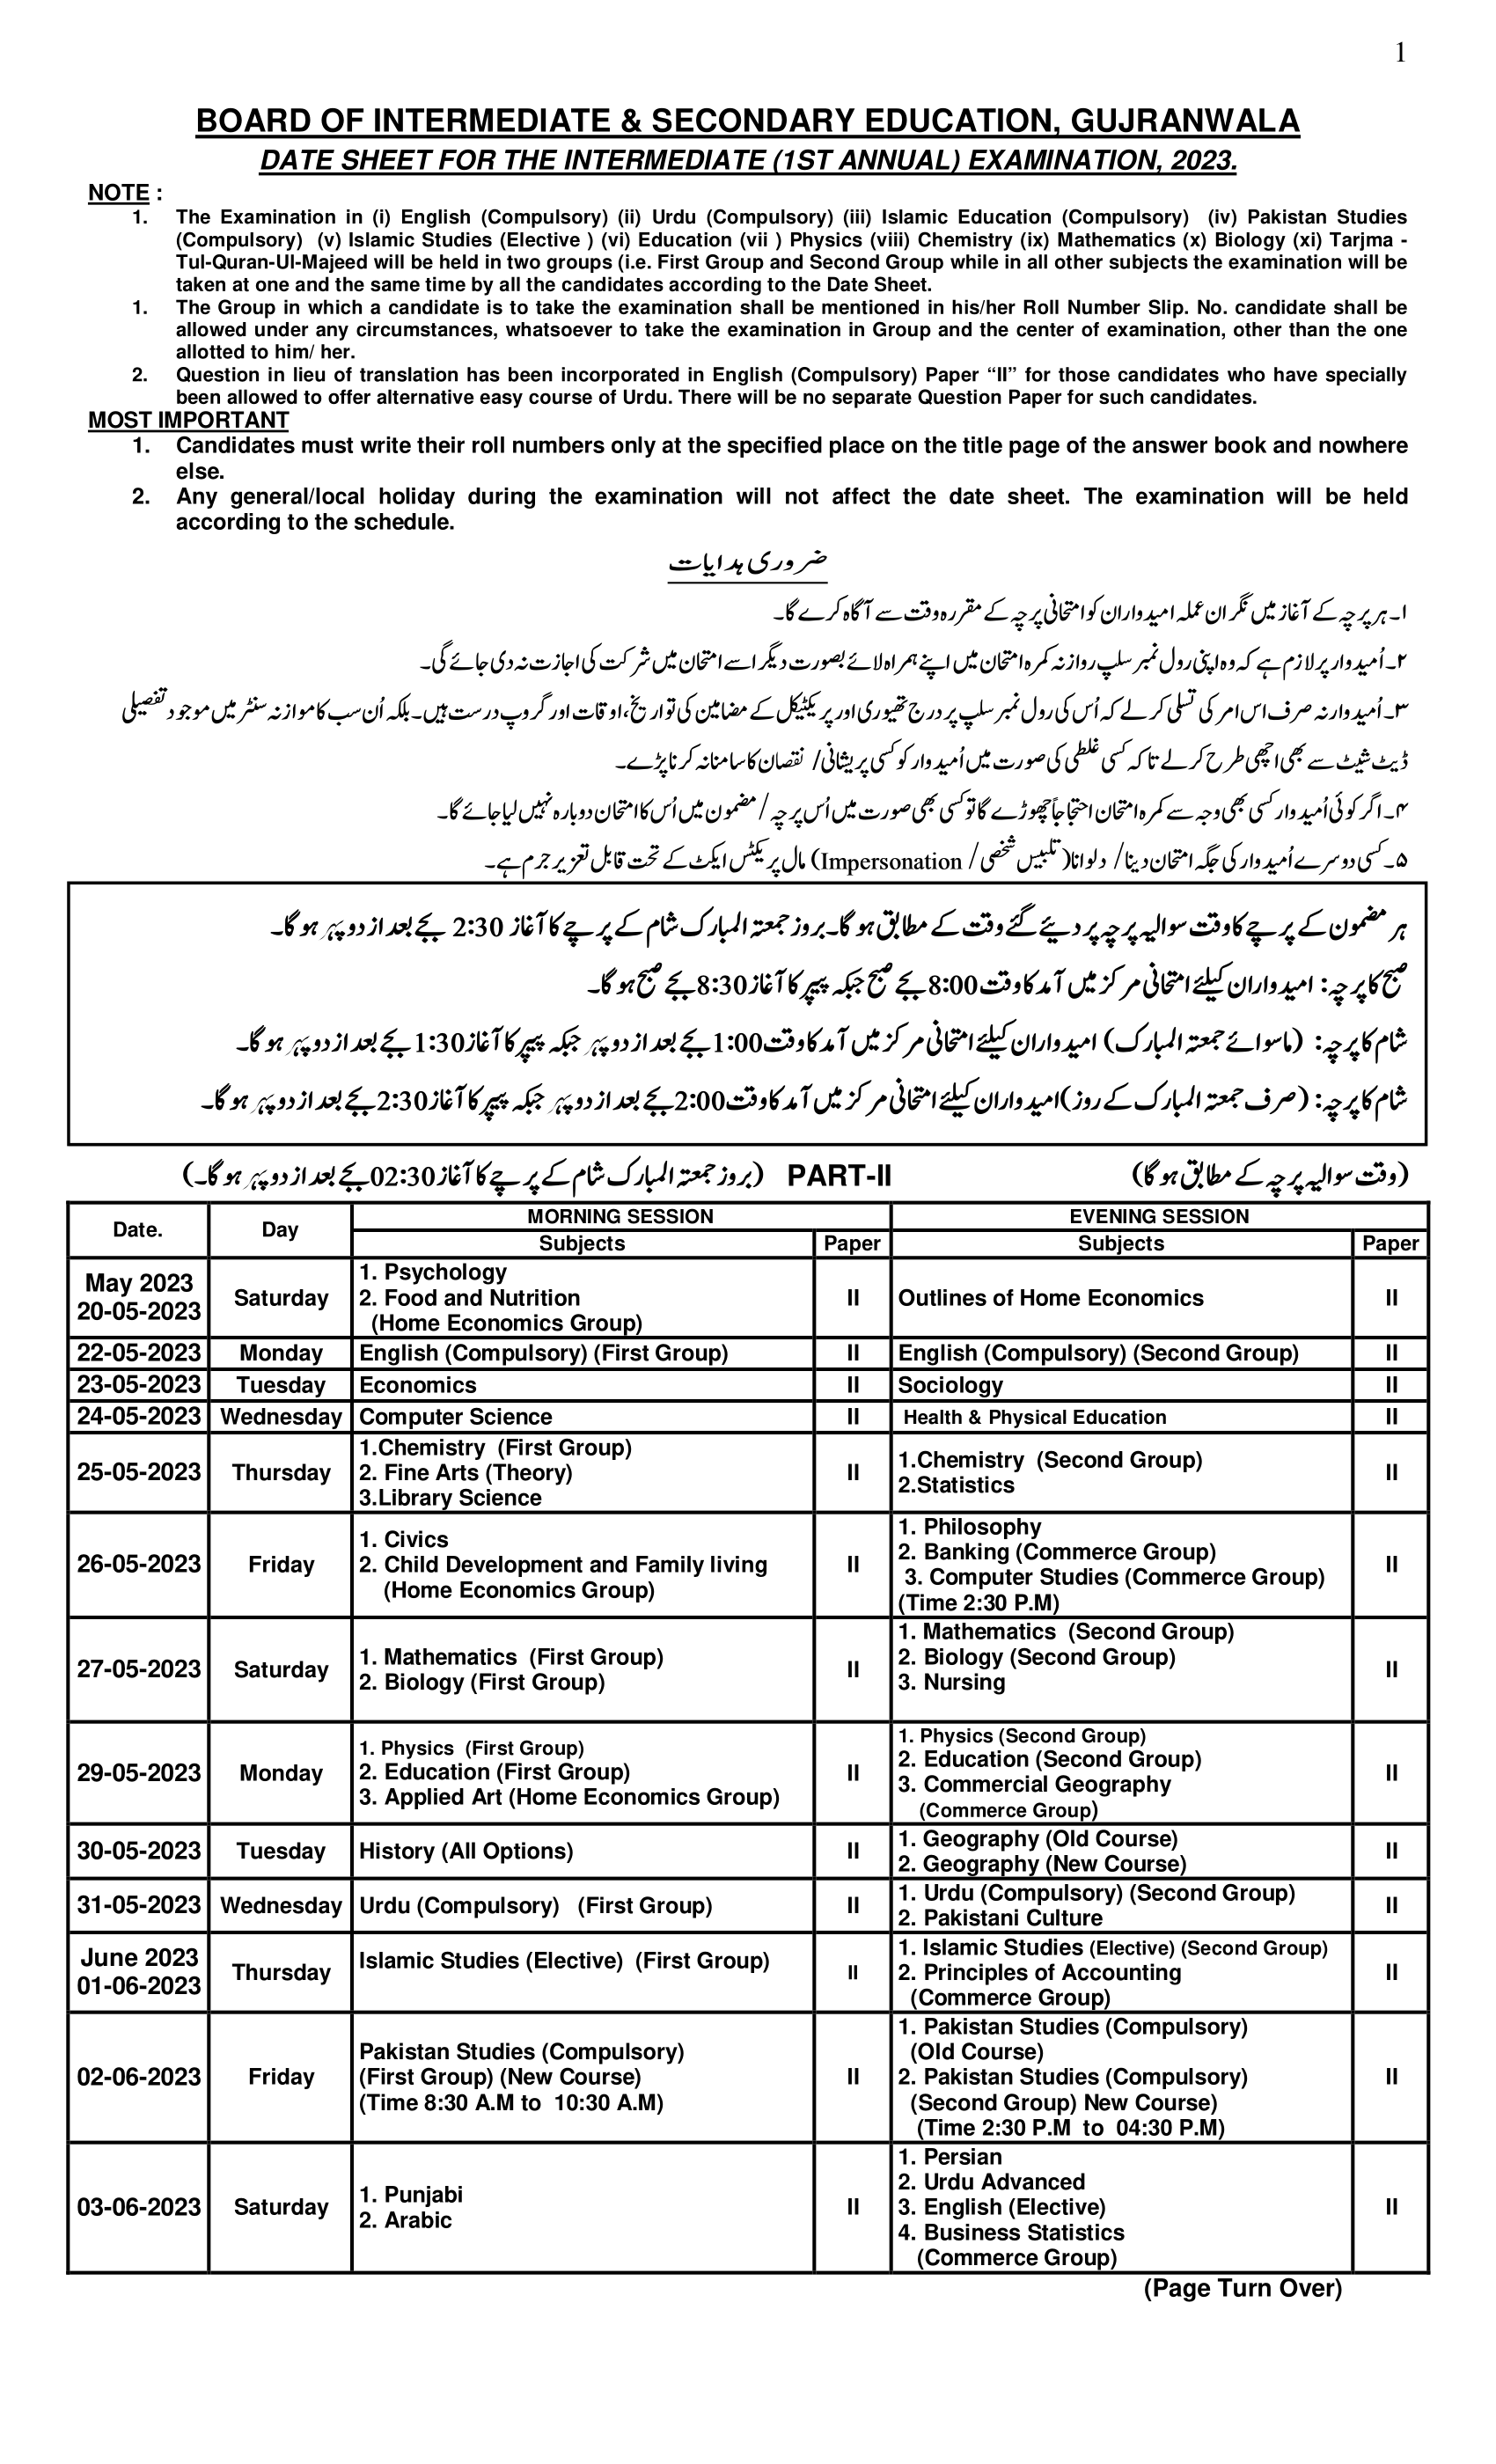 1
BOARD OF INTERMEDIATE & SECONDARY EDUCATION, GUJRANWALA
DATE SHEET FOR THE INTERMEDIATE (1ST ANNUAL) EXAMINATION, 2023.
NOTE :
1. The Examination in (i) English (Compulsory) (ii) Urdu (Compulsory) (iii) Islamic Education (Compulsory) (iv) Pakistan Studies
(Compulsory) (v) Islamic Studies (Elective ) (vi) Education (vii ) Physics (viii) Chemistry (ix) Mathematics (x) Biology (xi) Tarjma -
Tul-Quran-Ul-Majeed will be held in two groups (i.e. First Group and Second Group while in all other subjects the examination will be
taken at one and the same time by all the candidates according to the Date Sheet.
1. The Group in which a candidate is to take the examination shall be mentioned in his/her Roll Number Slip. No. candidate shall be
allowed under any circumstances, whatsoever to take the examination in Group and the center of examination, other than the one
allotted to him/ her.
2. Question in lieu of translation has been incorporated in English (Compulsory) Paper “II” for those candidates who have specially
been allowed to offer alternative easy course of Urdu. There will be no separate Question Paper for such candidates.
MOST IMPORTANT
1. Candidates must write their roll numbers only at the specified place on the title page of the answer book and nowhere
else.
2. Any general/local holiday during the examination will not affect the date sheet. The examination will be held
according to the schedule.
ضروری ہدایات
۱۔ہر پرچہ کے آغاز میں نگران عملہ امیدواران کو امتحانی پرچہ کے مقررہ وقت سے آگاہ کرے گا۔
۲۔اُمیدوار پر لازم ہے کہ وہ اپنی رول نمبر سلپ روازنہ کمرہ امتحان میں اپنے ہمراہ لائے بصورت دیگر اسے امتحان میں شرکت کی اجازت نہ دی جائے گی۔
۳۔اُمیدوار نہ صرف اس امر کی تسلی کر لے کہ اُس کی رول نمبر سلپ پر درج تھیوری اور پریکٹیکل کے مضامین کی تواریخ، اوقات اور گروپ درست ہیں۔بلکہ اُن سب کا موازنہ سنٹر میں موجود تفصیلی
ڈیٹ شیٹ سے بھی اچھی طرح کر لے تاکہ کسی غلطی کی صورت میں اُمیدوار کو کسی پریشانی/ نقصان کا سامنا نہ کرنا پڑے۔
۴۔اگر کوئی اُمیدوار کسی بھی وجہ سے کمرہ امتحان احتجاجاً چھوڑے گا تو کسی بھی صورت میں اُس پرچہ / مضمون میں اُس کا امتحان دوبارہ نہیں لیا جائے گا۔
۵۔کسی دوسرے اُمیدوار کی جگہ امتحان دینا/ دلوانا(تلبیس شخصی / Impersonation) مال پریکٹس ایکٹ کے تحت قابل تعزیر جرم ہے۔
ہر مضمون کے پرچے کا وقت سوالیہ پرچہ پر دیئے گئے وقت کے مطابق ہو گا۔بروز جمعتہ المبارک شام کے پرچے کا آغاز 2:30 بجے بعد از دوپہر ہو گا۔
صبح کا پرچہ: امیدواران کیلئے امتحانی مرکز میں آمد کا وقت 8:00 بجے صبح جبکہ پیپر کا آغاز 8:30 بجے صبح ہو گا۔
شام کا پرچہ: (ماسوائے جمعتہ المبارک) امیدواران کیلئے امتحانی مرکز میں آمد کا وقت 1:00 بجے بعد از دوپہر جبکہ پیپر کا آغاز 1:30 بجے بعد از دوپہر ہو گا۔
شام کا پرچہ: (صرف جمعتہ المبارک کے روز) امیدواران کیلئے امتحانی مرکز میں آمد کا وقت 2:00 بجے بعد از دوپہر جبکہ پیپر کا آغاز 2:30 بجے بعد از دوپہر ہو گا۔
(وقت سوالیہ پرچہ کے مطابق ہو گا) PART-II (بروز جمعتہ المبارک شام کے پرچے کا آغاز 02:30 بجے بعد از دوپہر ہو گا۔)
Date. Day MORNING SESSION EVENING SESSION
Subjects Paper Subjects Paper
May 2023
20-05-2023 Saturday
1. Psychology
2. Food and Nutrition
(Home Economics Group)
II
Outlines of Home Economics II
22-05-2023 Monday English (Compulsory) (First Group) II English (Compulsory) (Second Group) II
23-05-2023 Tuesday Economics II Sociology II
24-05-2023 Wednesday Computer Science II Health & Physical Education II
25-05-2023 Thursday
1.Chemistry (First Group)
2. Fine Arts (Theory)
3.Library Science
II
1.Chemistry (Second Group)
2.Statistics
II
26-05-2023 Friday
1. Civics
2. Child Development and Family living
(Home Economics Group)
II
1. Philosophy
2. Banking (Commerce Group)
3. Computer Studies (Commerce Group)
(Time 2:30 P.M)
II
27-05-2023 Saturday
1. Mathematics (First Group)
2. Biology (First Group)
II
1. Mathematics (Second Group)
2. Biology (Second Group)
3. Nursing
II
29-05-2023 Monday
1. Physics (First Group)
2. Education (First Group)
3. Applied Art (Home Economics Group)
II
1. Physics (Second Group)
2. Education (Second Group)
3. Commercial Geography
(Commerce Group)
II
30-05-2023 Tuesday History (All Options) II
1. Geography (Old Course)
2. Geography (New Course)
II
31-05-2023 Wednesday Urdu (Compulsory) (First Group) II
1. Urdu (Compulsory) (Second Group)
2. Pakistani Culture
II
June 2023
01-06-2023 Thursday
Islamic Studies (Elective) (First Group)
II
1. Islamic Studies (Elective) (Second Group)
2. Principles of Accounting
(Commerce Group)
II
02-06-2023 Friday
Pakistan Studies (Compulsory)
(First Group) (New Course)
(Time 8:30 A.M to 10:30 A.M)
II
1. Pakistan Studies (Compulsory)
(Old Course)
2. Pakistan Studies (Compulsory)
(Second Group) New Course)
(Time 2:30 P.M to 04:30 P.M)
II
03-06-2023 Saturday
1. Punjabi
2. Arabic
II
1. Persian
2. Urdu Advanced
3. English (Elective)
4. Business Statistics
(Commerce Group)
II
(Page Turn Over)